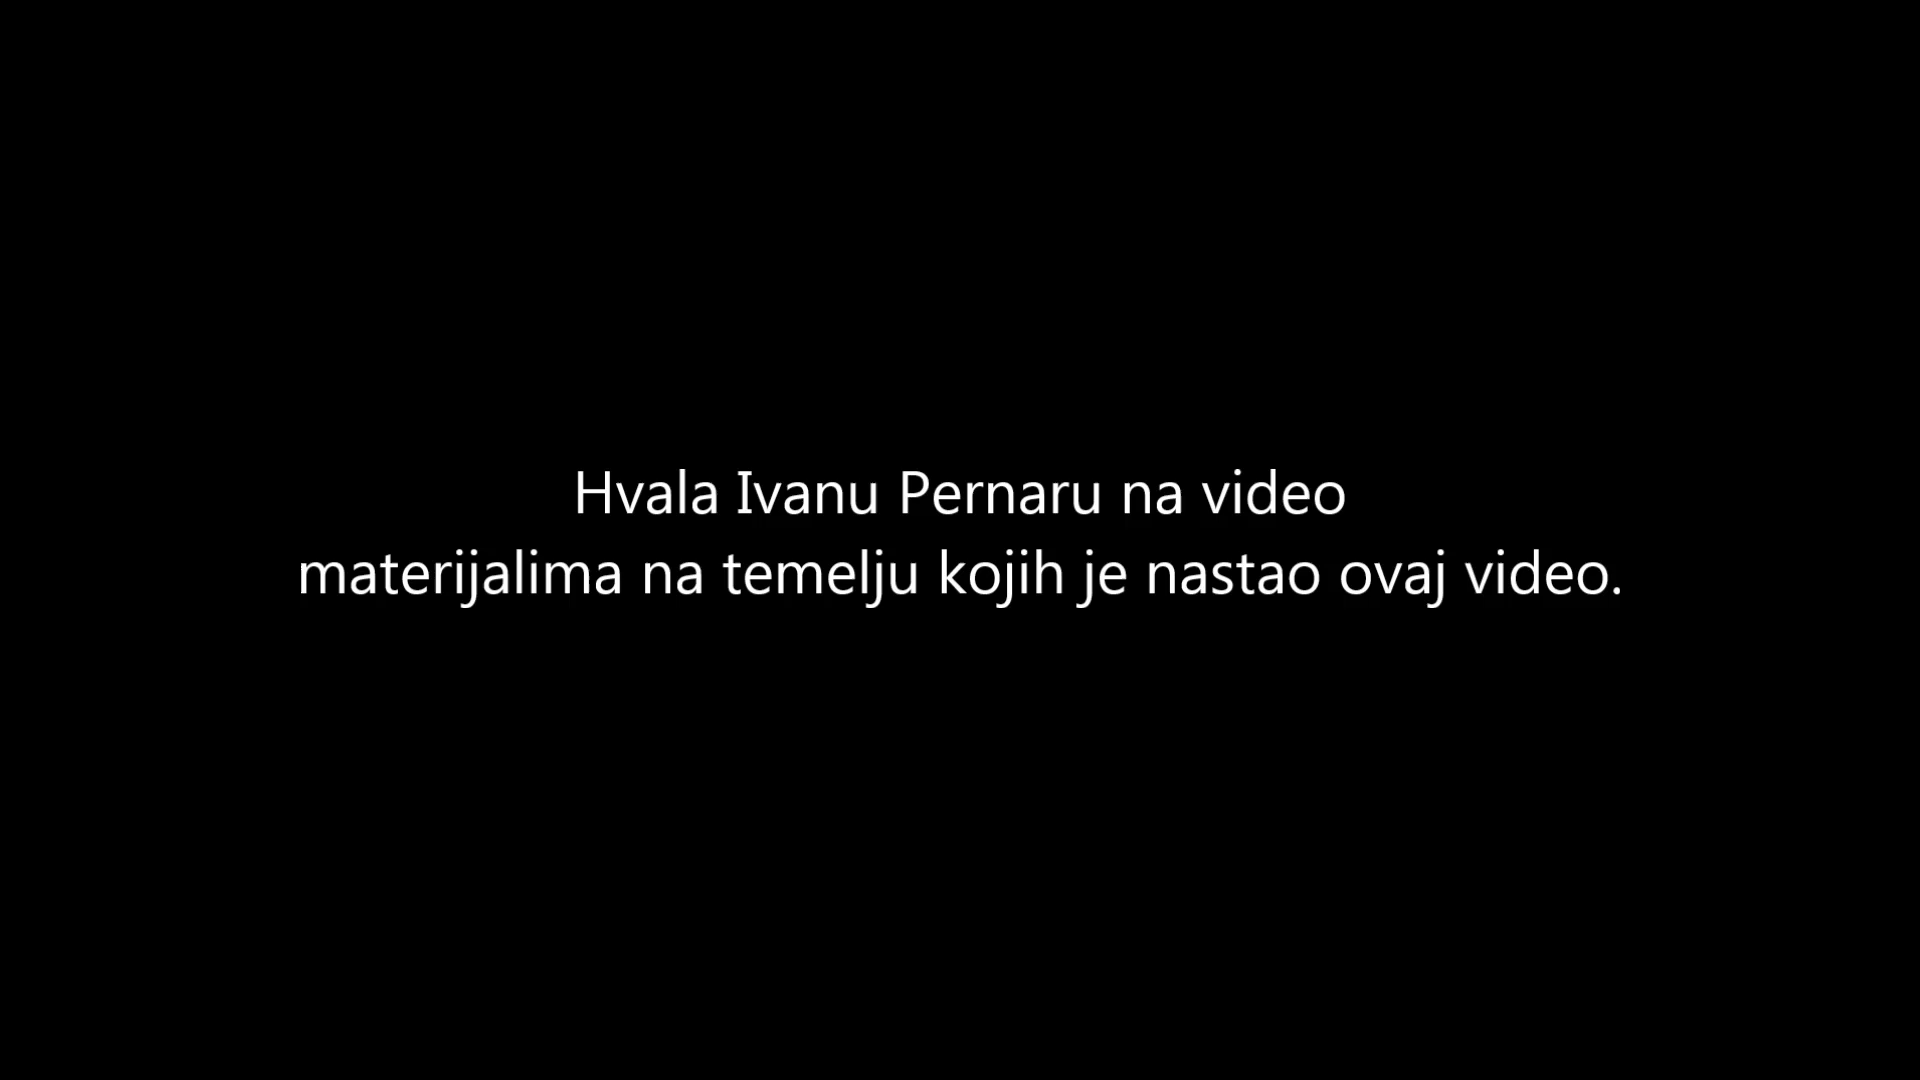 Hvala Ivanu Pernaru na video
materijalima na temelju kojih je nastao ovaj video.